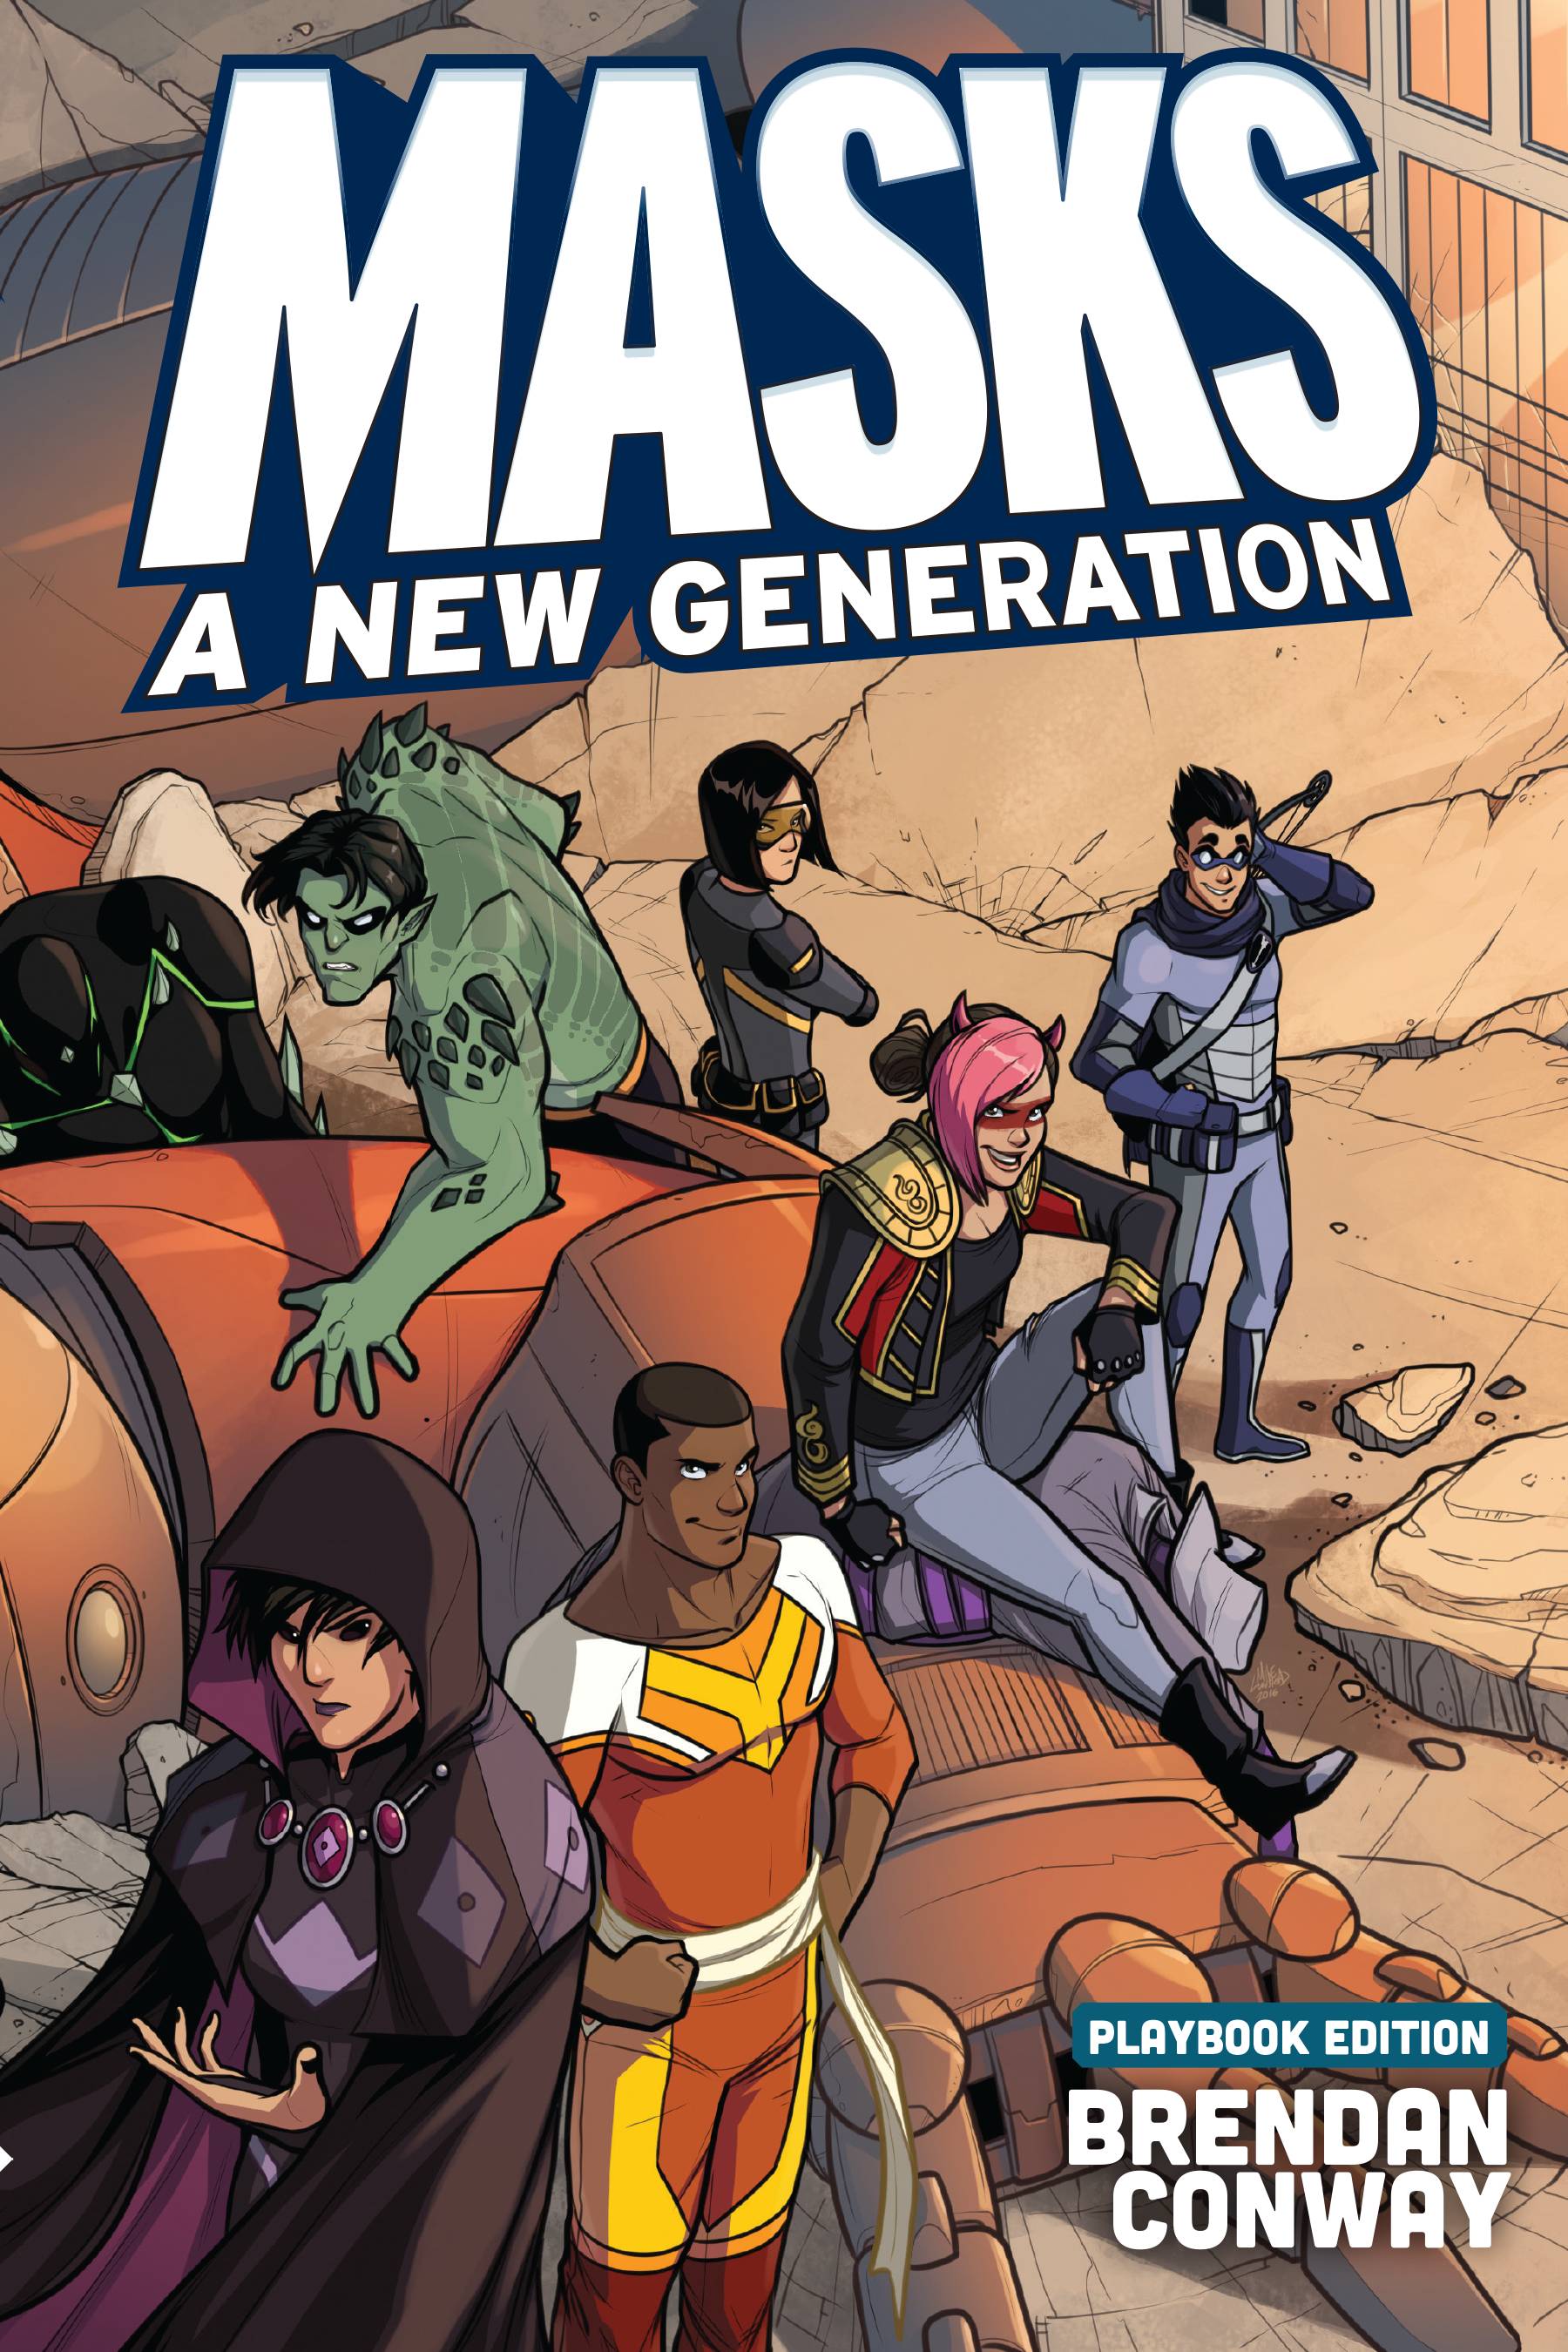 MASKS
A NEW GENERATION
PLAYBOOK EDITION
BRENDAN
CONWAY